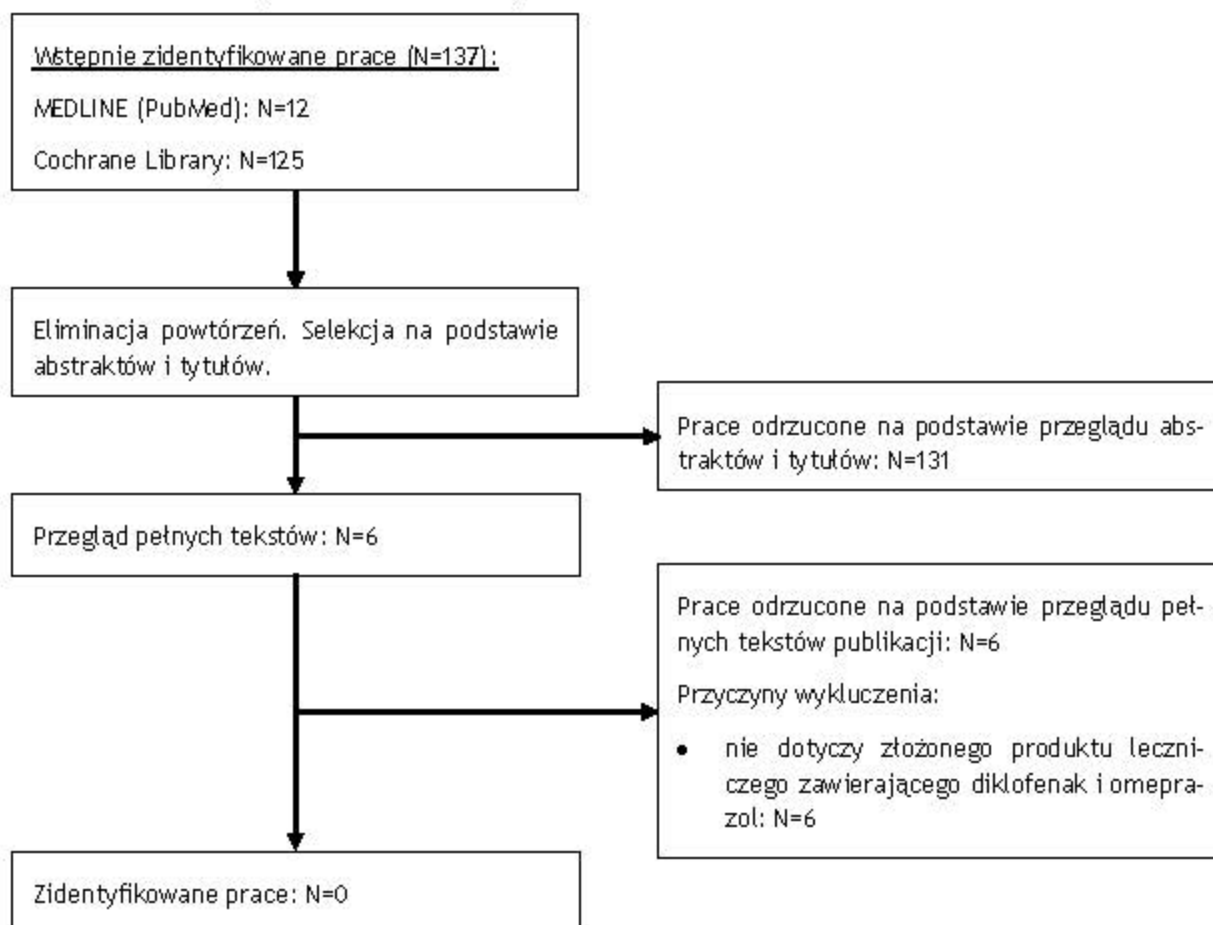 Wstępnie zidentyfikowane prace (N=137):
MEDLINE (PubMed): N=12
Cochrane Library: N=125
Eliminacja powtórzeń. Selekcja na podstawie
abstraktów i tytułów.
Prace odrzucone na podstawie przeglądu abs-
traktów i tytułów: N=131
Przegląd pełnych tekstów: N=6
Prace odrzucone na podstawie przeglądu peł-
nych tekstów publikacji: N=6
Przyczyny wykluczenia:
• nie dotyczy złożonego produktu leczni-
czego zawierającego diklofenak i omepra-
zol: N=6
Zidentyfikowane prace: N=0